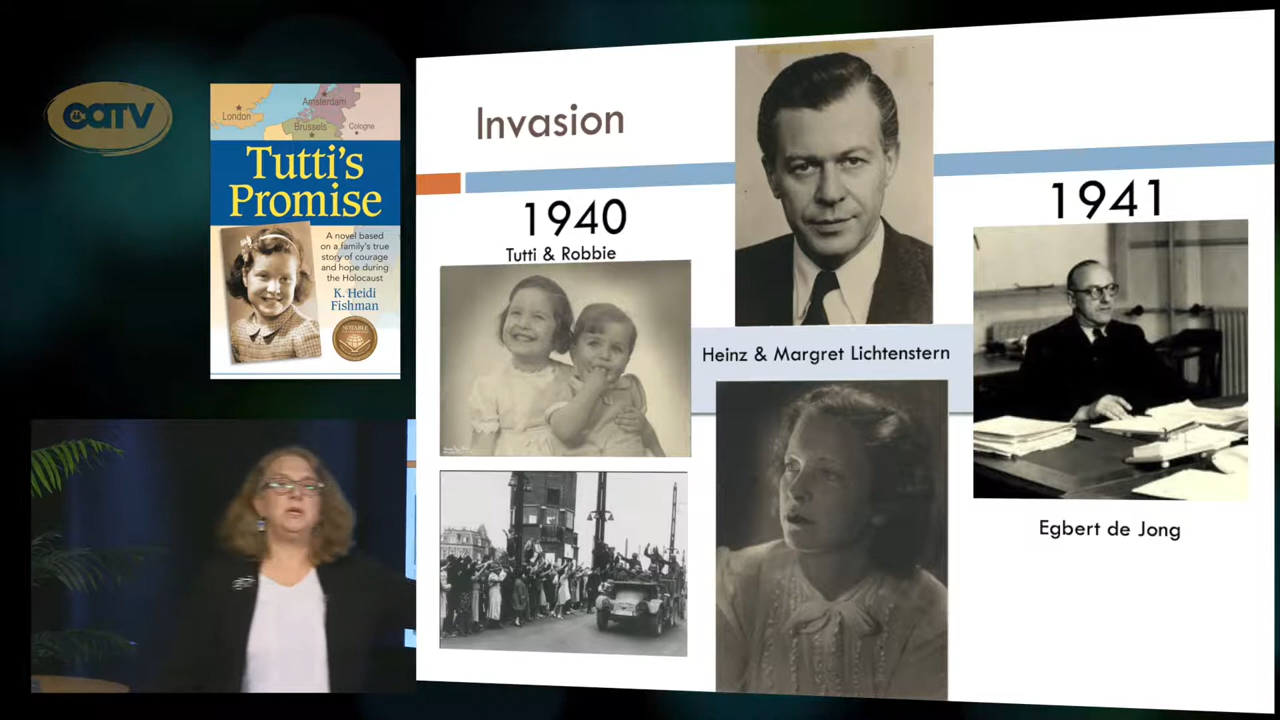 CATV
London
Amsterdam
Brussels
Cologne
Tutti's
Promise
A novel based
on a family's true
story of courage
and hope during
the Holocaust
K. Heidi
Fishman
NOTABLE
Invasion
1940
Tutti & Robbie
Heinz & Margret Lichtenstern
1941
Egbert de Jong